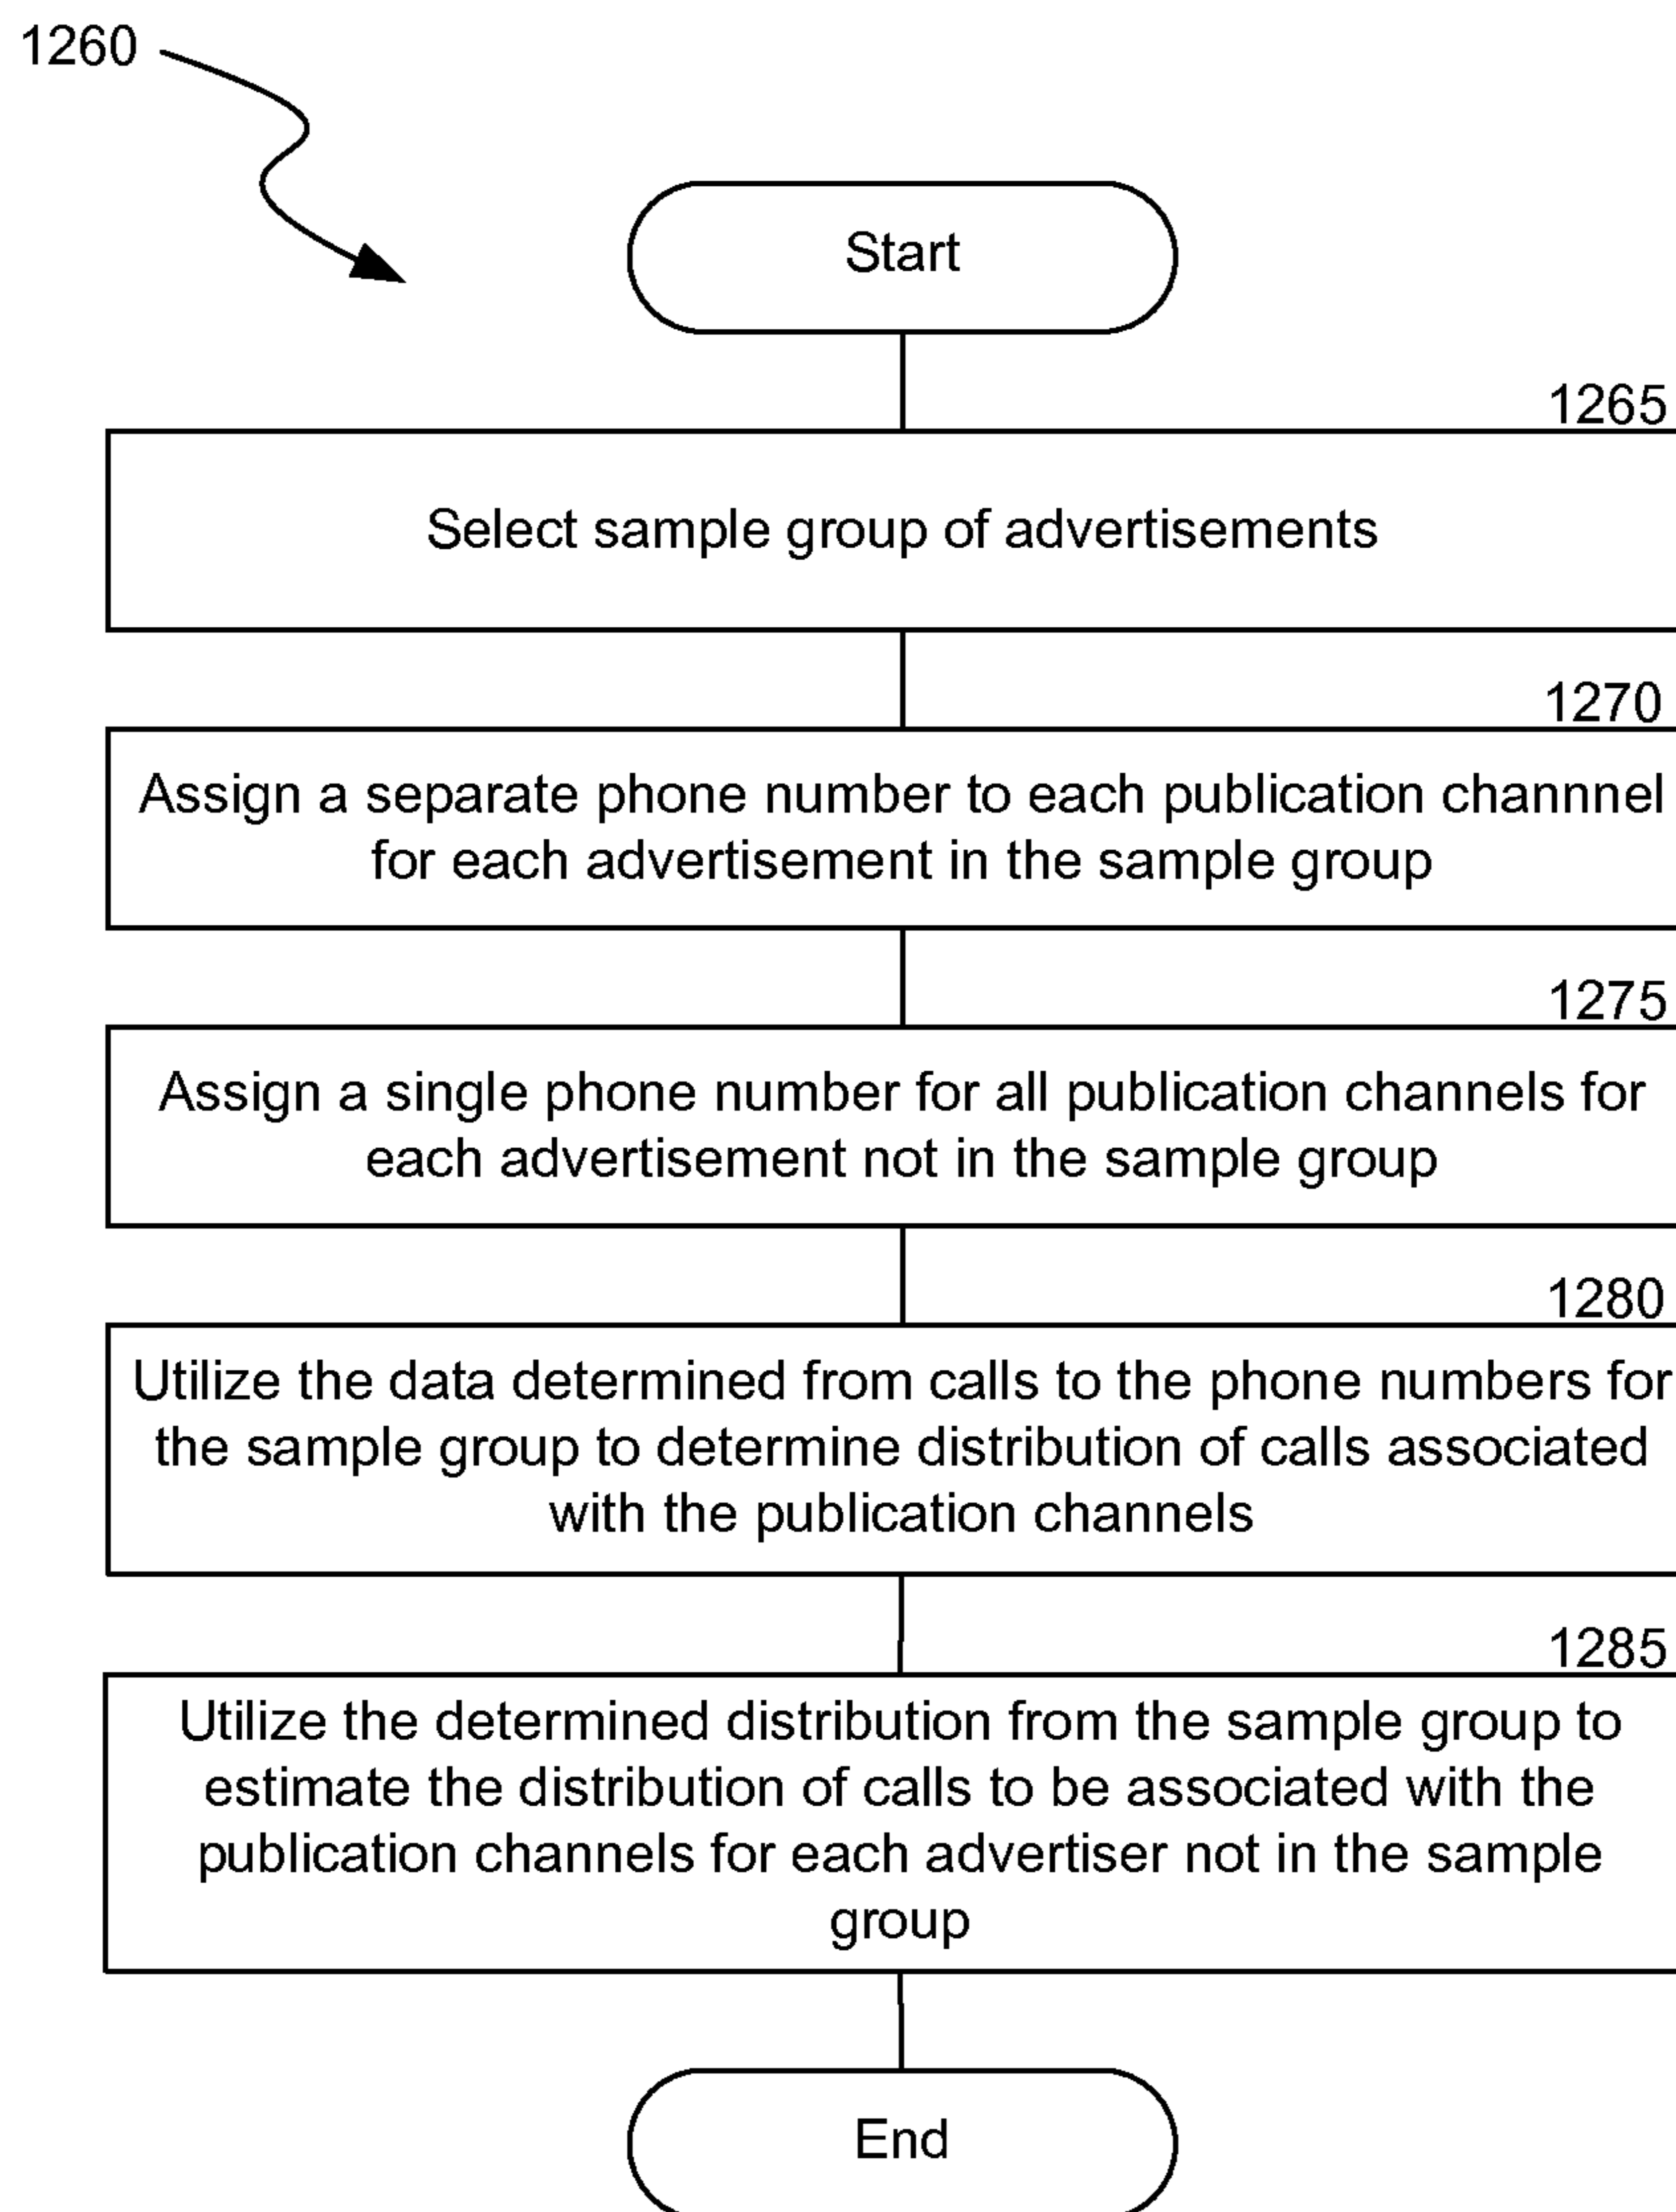 1260
Start
1265
Select sample group of advertisements
1270
Assign a separate phone number to each publication channnel
for each advertisement in the sample group
1275
Assign a single phone number for all publication channels for
each advertisement not in the sample group
1280
Utilize the data determined from calls to the phone numbers for
the sample group to determine distribution of calls associated
with the publication channels
1285
Utilize the determined distribution from the sample group to
estimate the distribution of calls to be associated with the
publication channels for each advertiser not in the sample
group
End